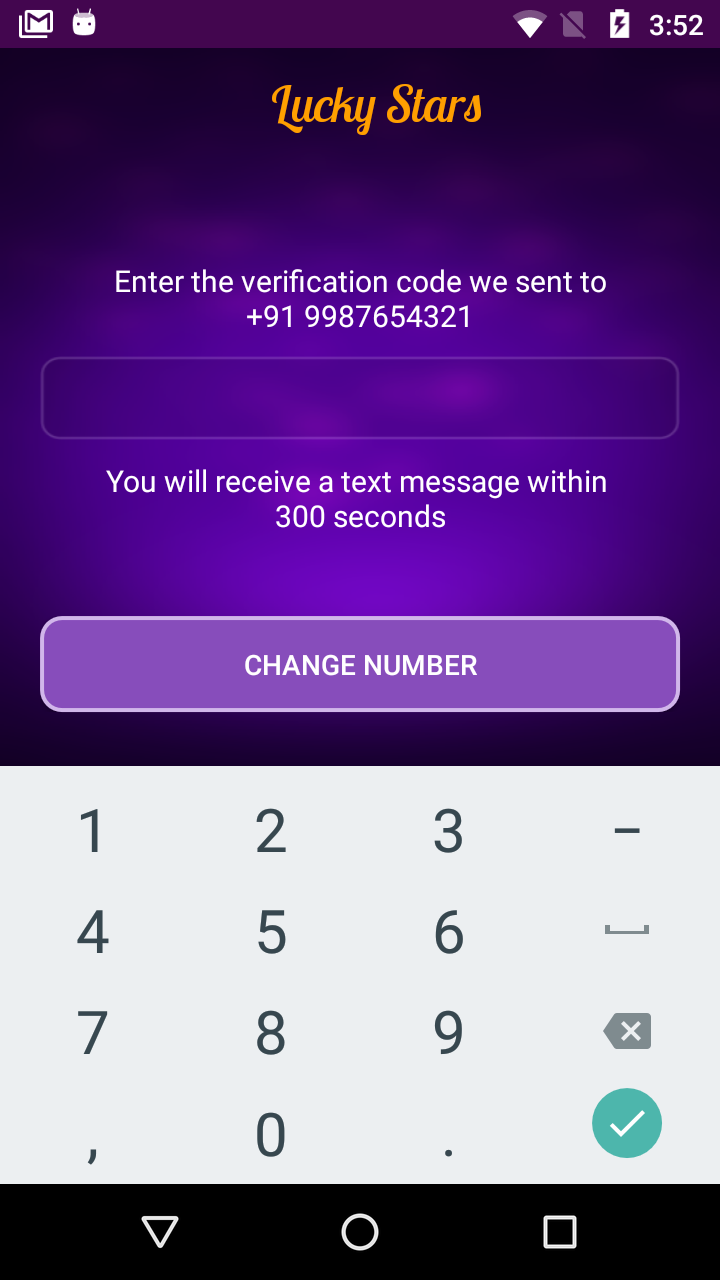 3:52
Lucky Stars
Enter the verification code we sent to
+91 9987654321
You will receive a text message within
300 seconds
CHANGE NUMBER
1 2 3 –
4 5 6
7 8 9
, 0 .